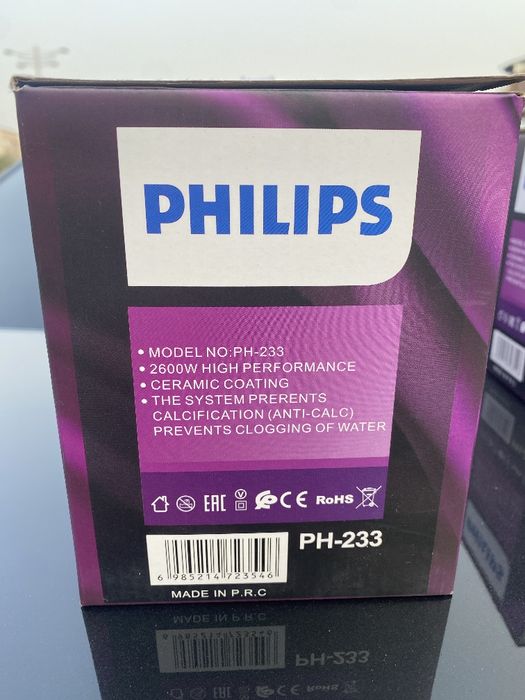 PHILIPS
• MODEL NO:PH-233
• 2600W HIGH PERFORMANCE
• CERAMIC COATING
• THE SYSTEM PRERENTS
CALCIFICATION (ANTI-CALC)
PREVENTS CLOGGING OF WATER
EAC CE RoHS
PH-233
6 985214 723546
MADE IN P.R.C